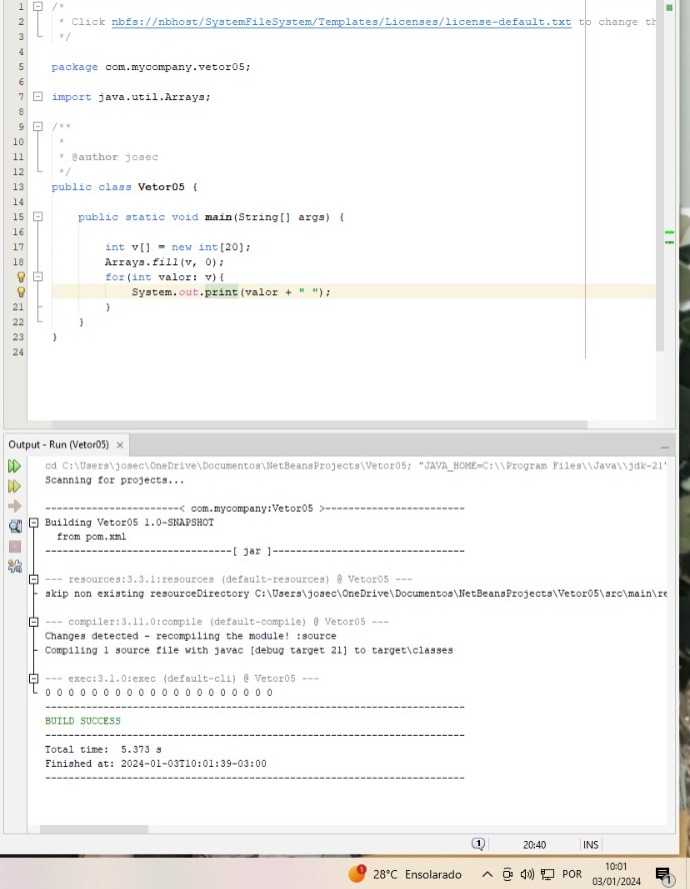 1 /*
2 * Click nbfs://nbhost/SystemFileSystem/Templates/Licenses/license-default.txt to change th
3 */
4
5 package com.mycompany.vetor05;
6
7 import java.util.Arrays;
8
9 /**
10 *
11 * @author josec
12 */
13 public class Vetor05 {
14
15 public static void main(String[] args) {
16
17 int v[] = new int[20];
18 Arrays.fill(v, 0);
for(int valor: v){
System.out.print(valor + " ");
21 }
22 }
23 }
24
Output - Run (Vetor05) ×
cd C:\Users\josec\OneDrive\Documentos\NetBeansProjects\Vetor05; "JAVA_HOME=C:\\Program Files\\Java\\jdk-21"
Scanning for projects...
-----------------------< com.mycompany:Vetor05 >------------------------
Building Vetor05 1.0-SNAPSHOT
from pom.xml
--------------------------------[ jar ]---------------------------------
--- resources:3.3.1:resources (default-resources) @ Vetor05 ---
skip non existing resourceDirectory C:\Users\josec\OneDrive\Documentos\NetBeansProjects\Vetor05\src\main\re
--- compiler:3.11.0:compile (default-compile) @ Vetor05 ---
Changes detected - recompiling the module! :source
Compiling 1 source file with javac [debug target 21] to target\classes
--- exec:3.1.0:exec (default-cli) @ Vetor05 ---
0 0 0 0 0 0 0 0 0 0 0 0 0 0 0 0 0 0 0 0
------------------------------------------------------------------------
BUILD SUCCESS
------------------------------------------------------------------------
Total time: 5.373 s
Finished at: 2024-01-03T10:01:39-03:00
------------------------------------------------------------------------
1 20:40 INS
1 28°C Ensolarado POR 10:01
03/01/2024 1